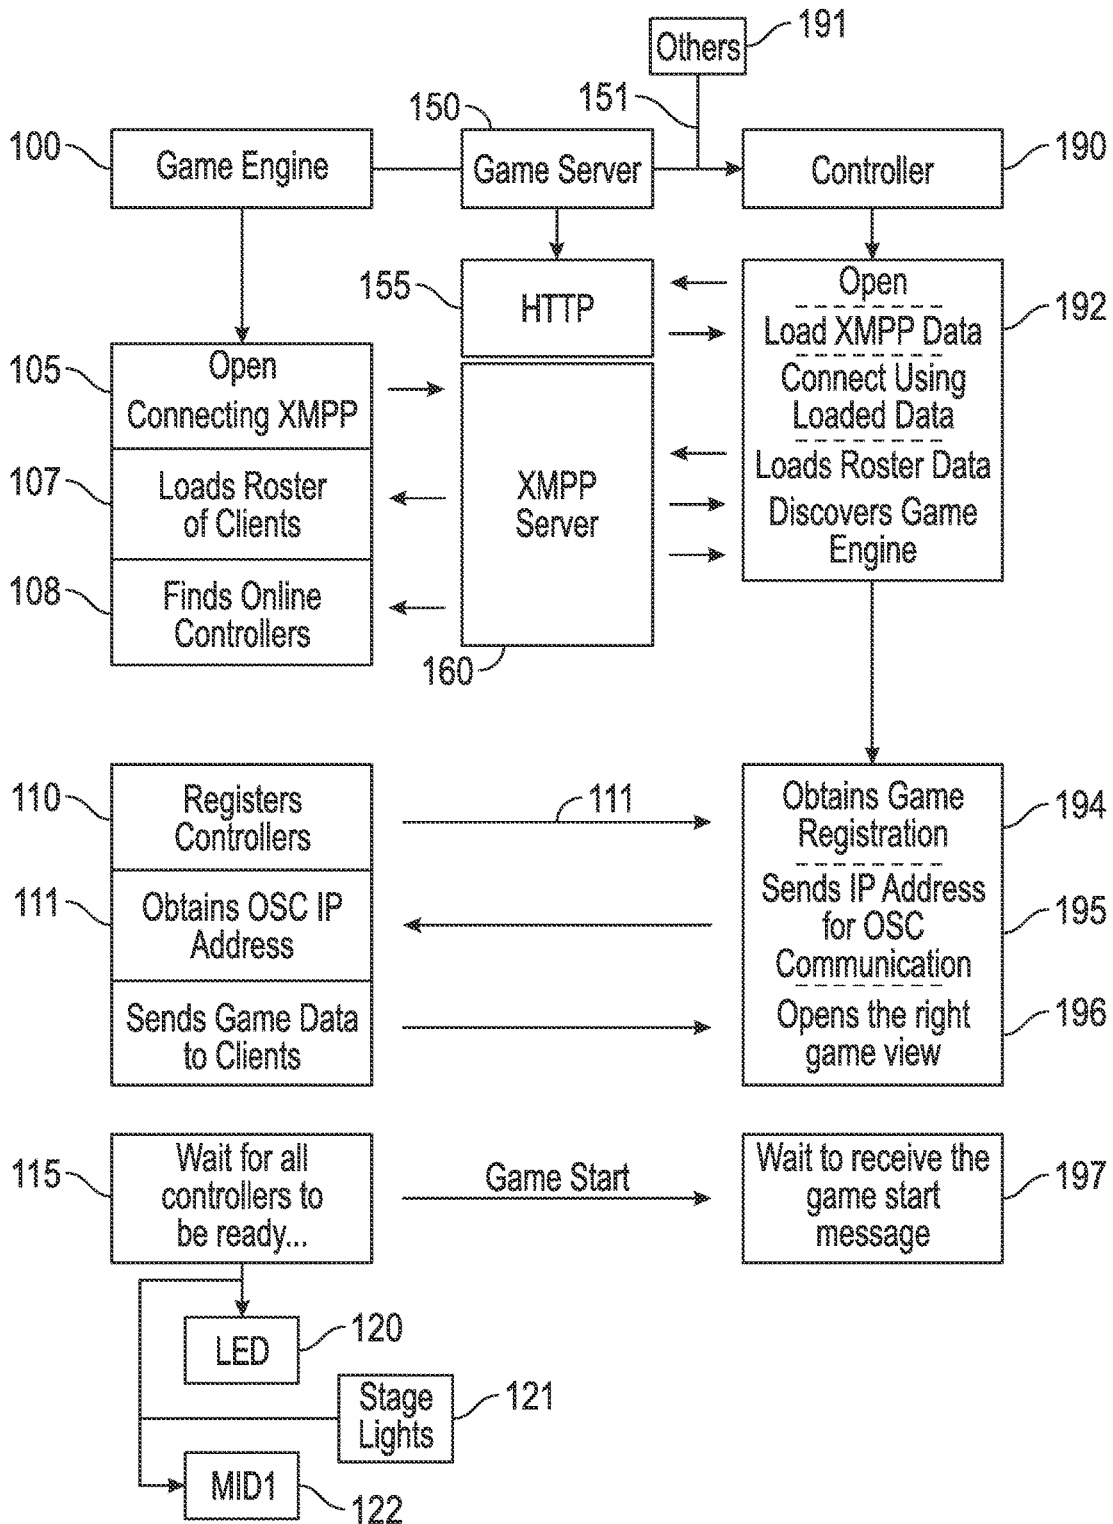 191
Others
151
150
100
Game Engine
Game Server
Controller
190
155
HTTP
Open
Load XMPP Data
Connect Using
Loaded Data
Loads Roster Data
Discovers Game
Engine
192
105
Open
Connecting XMPP
107
Loads Roster
of Clients
108
Finds Online
Controllers
XMPP
Server
160
110
Registers
Controllers
111
Obtains Game
Registration
194
111
Obtains OSC IP
Address
Sends IP Address
for OSC
Communication
195
Sends Game Data
to Clients
Opens the right
game view
196
115
Wait for all
controllers to
be ready...
Game Start
Wait to receive the
game start
message
197
LED
120
Stage
Lights
121
MID1
122